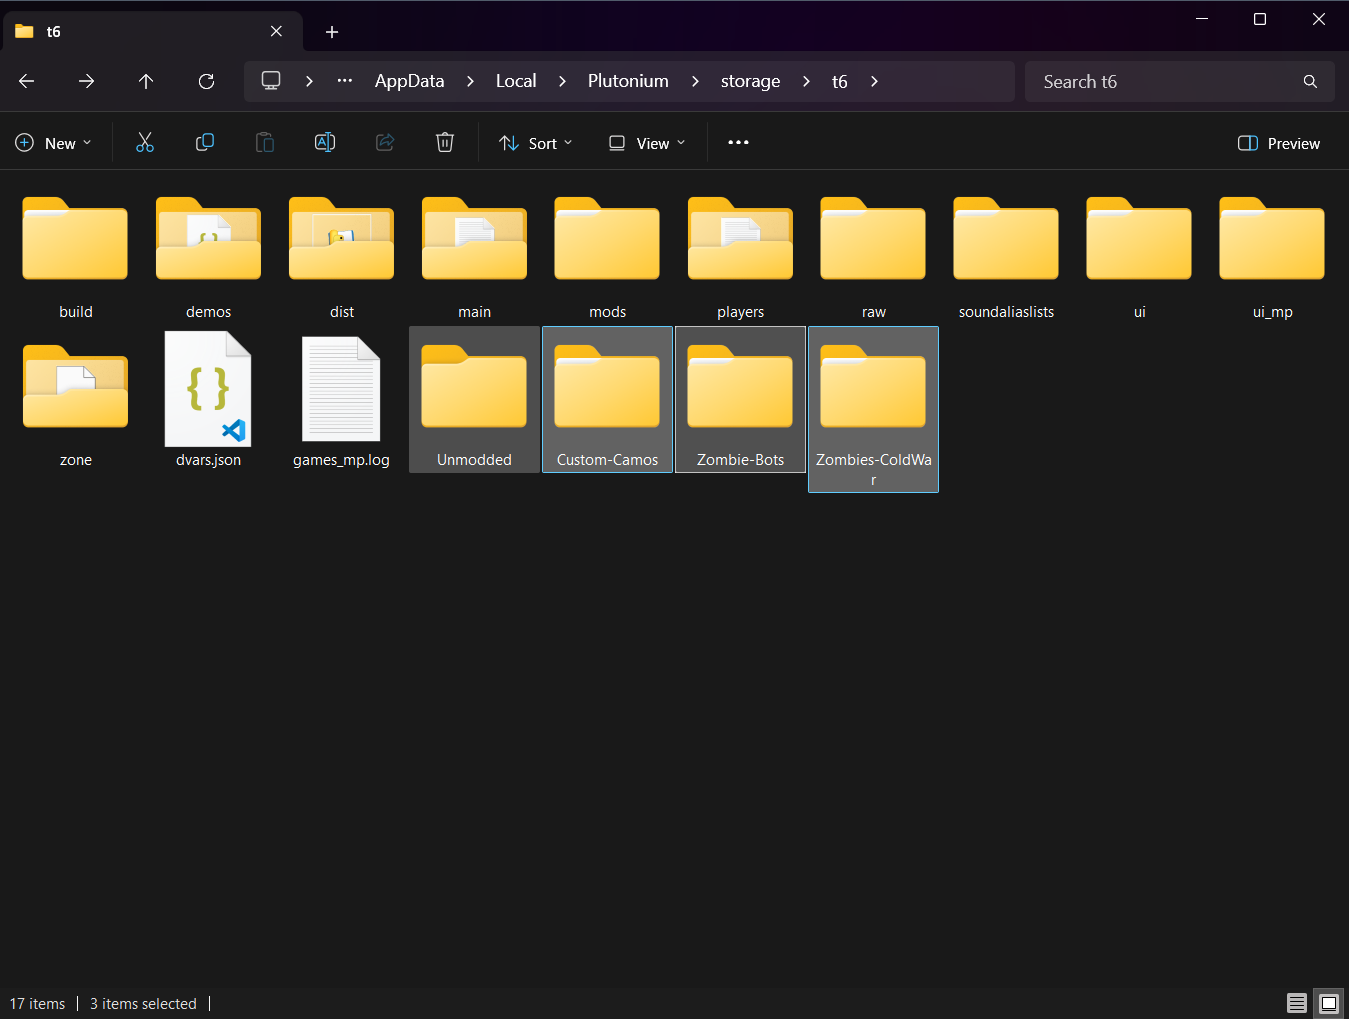 t6
AppData
Local
Plutonium
storage
t6
Search t6
New
Sort
View
Preview
build
demos
dist
main
mods
players
raw
soundaliaslists
ui
ui_mp
zone
dvars.json
games_mp.log
Unmodded
Custom-Camos
Zombie-Bots
Zombies-ColdWa
r
17 items
3 items selected